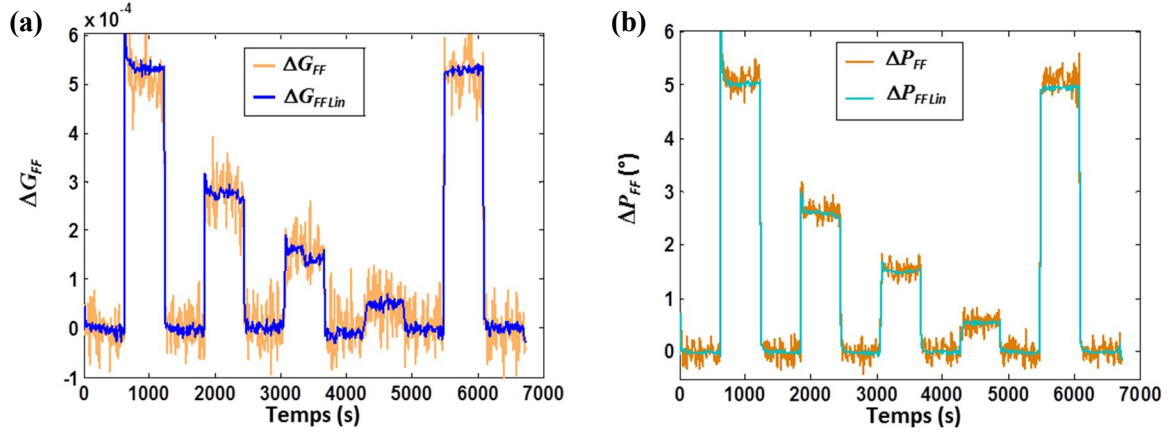 (a)
x 10⁻⁴
6
5
4
3
2
1
0
-1
ΔG_FF
ΔG_FF
ΔG_FF Lin
0 1000 2000 3000 4000 5000 6000 7000
Temps (s)
(b)
6
5
4
3
2
1
0
ΔP_FF (°)
ΔP_FF
ΔP_FF Lin
0 1000 2000 3000 4000 5000 6000 7000
Temps (s)